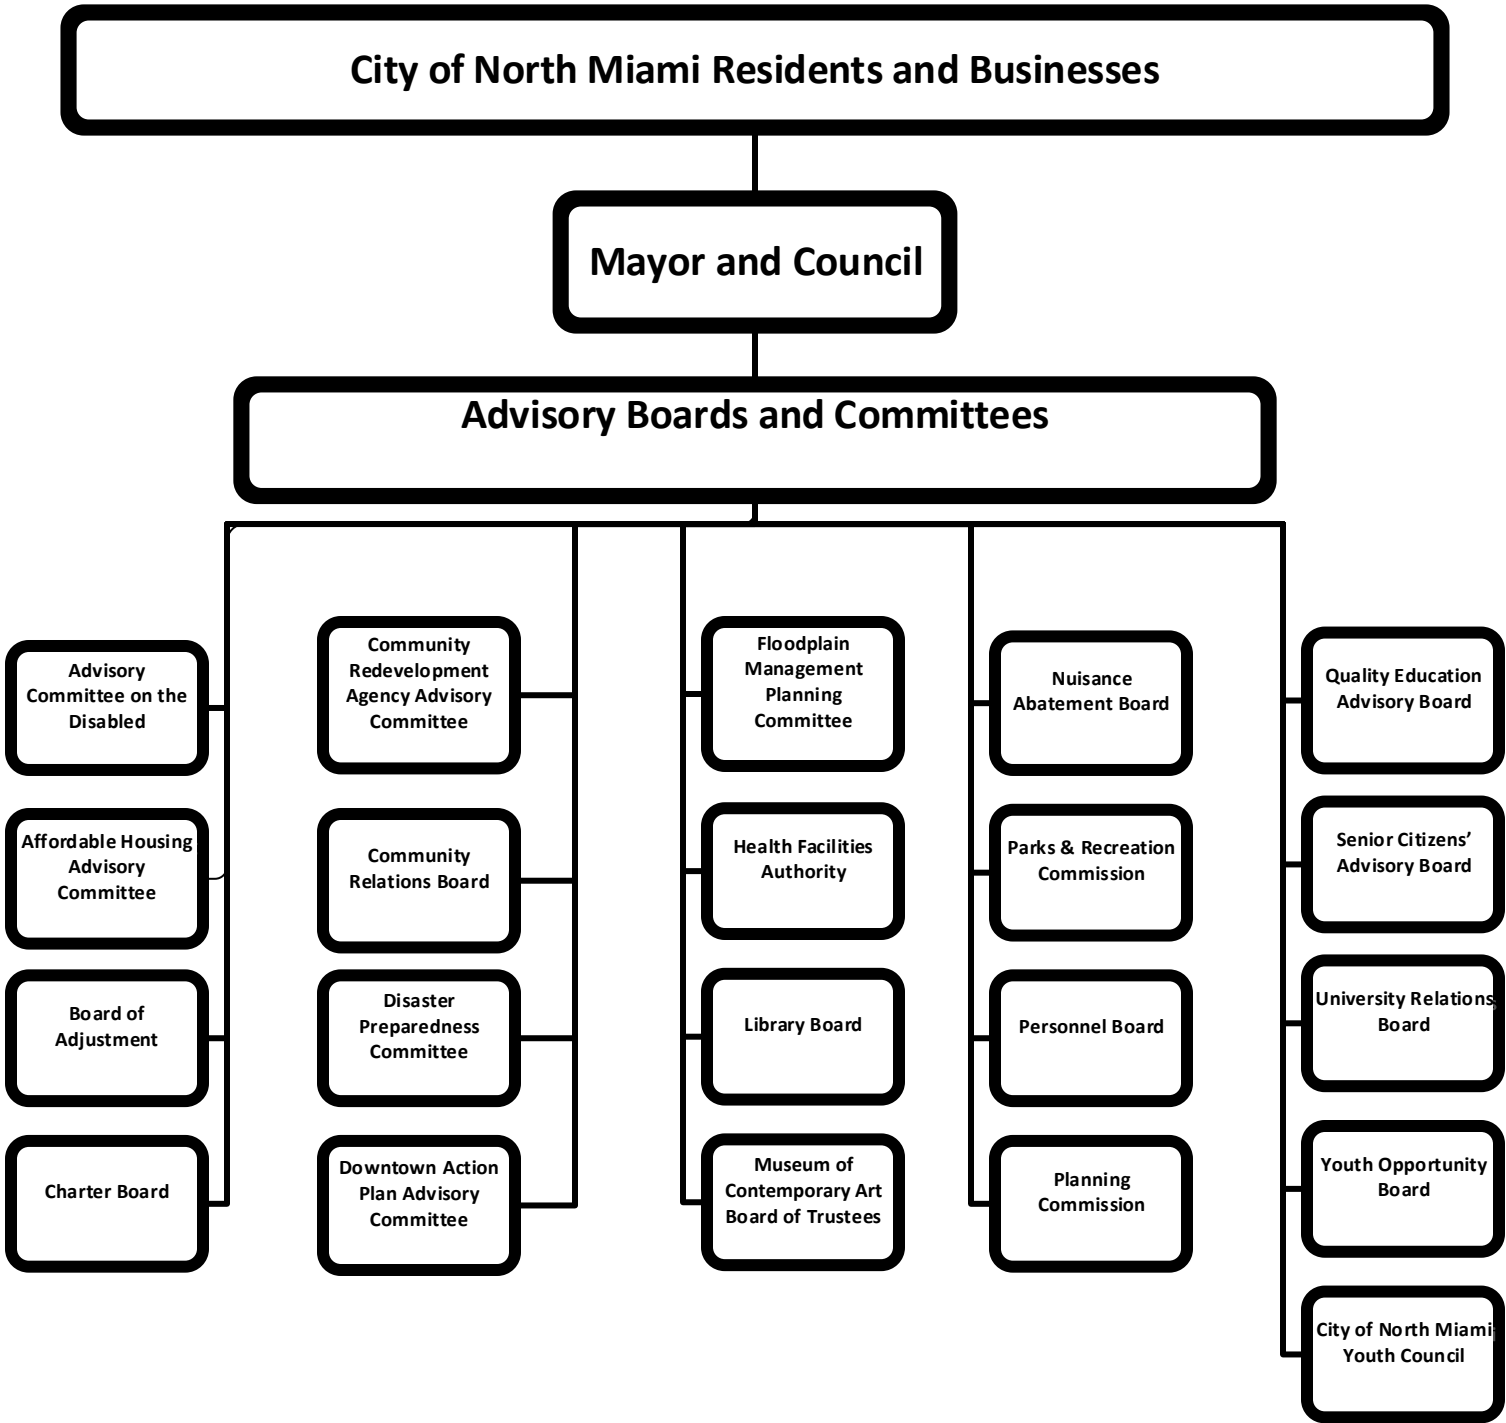 City of North Miami Residents and Businesses
Mayor and Council
Advisory Boards and Committees
Advisory
Committee on the
Disabled
Affordable Housing
Advisory
Committee
Board of
Adjustment
Charter Board
Community
Redevelopment
Agency Advisory
Committee
Community
Relations Board
Disaster
Preparedness
Committee
Downtown Action
Plan Advisory
Committee
Floodplain
Management
Planning
Committee
Health Facilities
Authority
Library Board
Museum of
Contemporary Art
Board of Trustees
Nuisance
Abatement Board
Parks & Recreation
Commission
Personnel Board
Planning
Commission
Quality Education
Advisory Board
Senior Citizens’
Advisory Board
University Relations
Board
Youth Opportunity
Board
City of North Miami
Youth Council